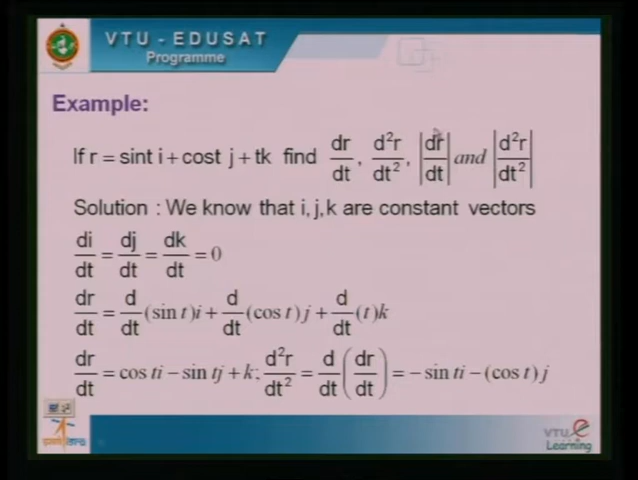 VTU - EDUSAT
Programme
Example:
If r = sint i + cost j + tk find dr/dt, d²r/dt², |dr/dt| and |d²r/dt²|
Solution : We know that i, j, k are constant vectors
di/dt = dj/dt = dk/dt = 0
dr/dt = d/dt (sin t)i + d/dt (cos t)j + d/dt (t)k
dr/dt = cos ti − sin tj + k; d²r/dt² = d/dt (dr/dt) = − sin ti − (cos t)j
VTU e
Learning